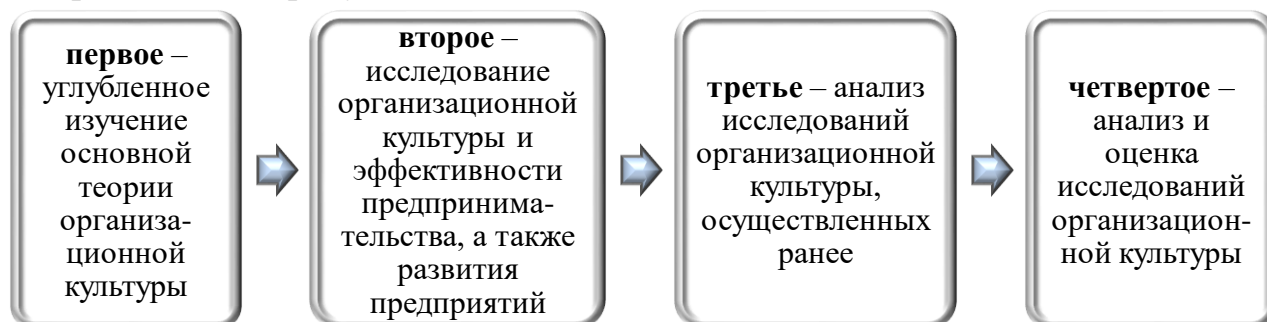 первое –
углубленное
изучение
основной
теории
организа-
ционной
культуры
второе –
исследование
организационной
культуры и
эффективности
предпринима-
тельства, а также
развития
предприятий
третье – анализ
исследований
организационной
культуры,
осуществленных
ранее
четвертое –
анализ и
оценка
исследований
организацион-
ной культуры